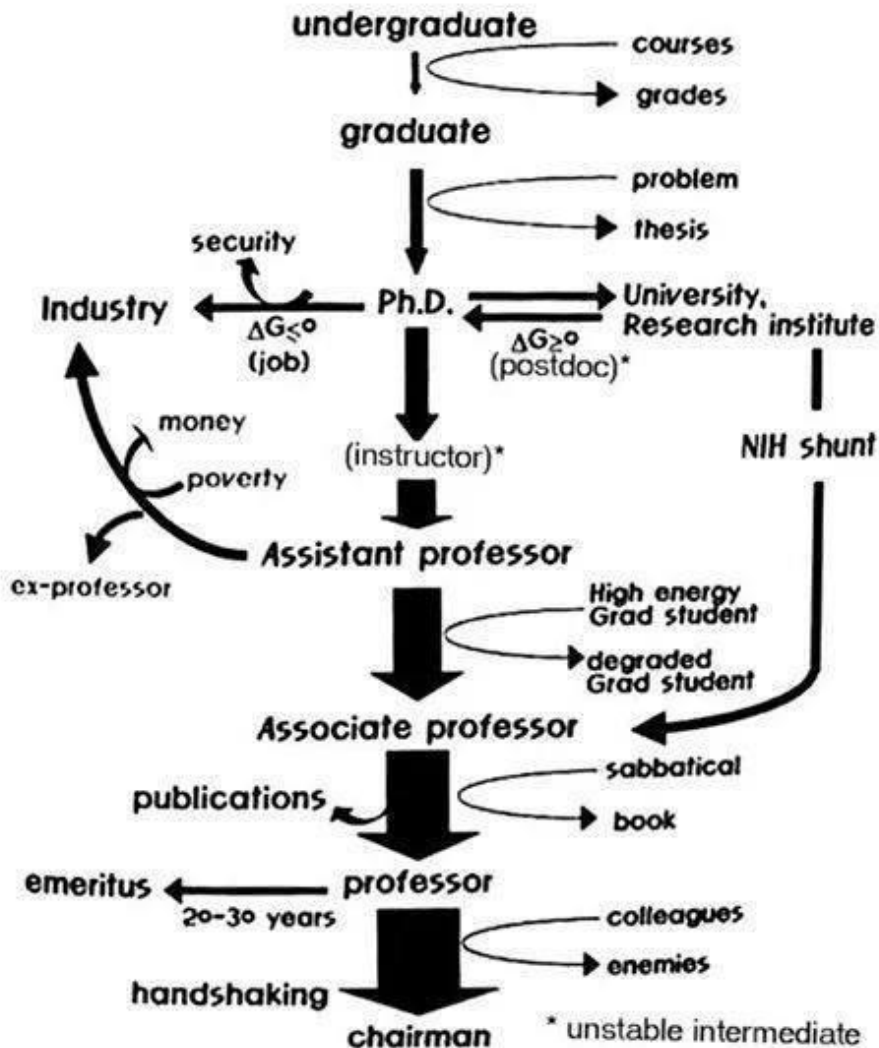 undergraduate
courses
grades
graduate
problem
thesis
security
Industry
Ph.D.
University,
Research institute
ΔG≤0
(job)
ΔG≥0
(postdoc)*
money
poverty
ex-professor
(instructor)*
NIH shunt
Assistant professor
High energy
Grad student
degraded
Grad student
Associate professor
publications
sabbatical
book
emeritus
professor
20-30 years
colleagues
enemies
handshaking
chairman
* unstable intermediate